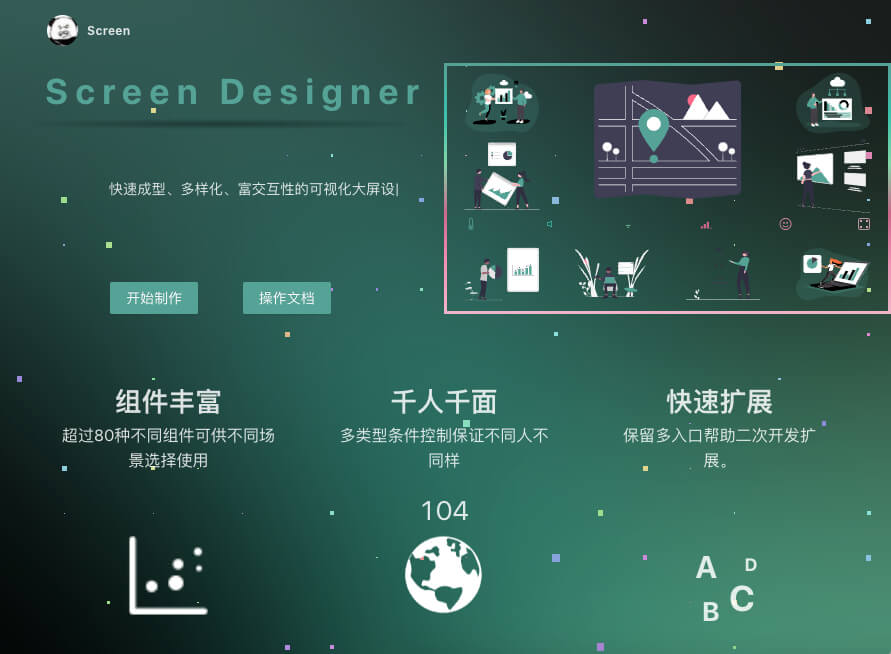 Screen
Screen Designer
快速成型、多样化、富交互性的可视化大屏设|
开始制作
操作文档
组件丰富
超过80种不同组件可供不同场
景选择使用
千人千面
多类型条件控制保证不同人不
同样
快速扩展
保留多入口帮助二次开发扩
展。
104
A
D
B
C